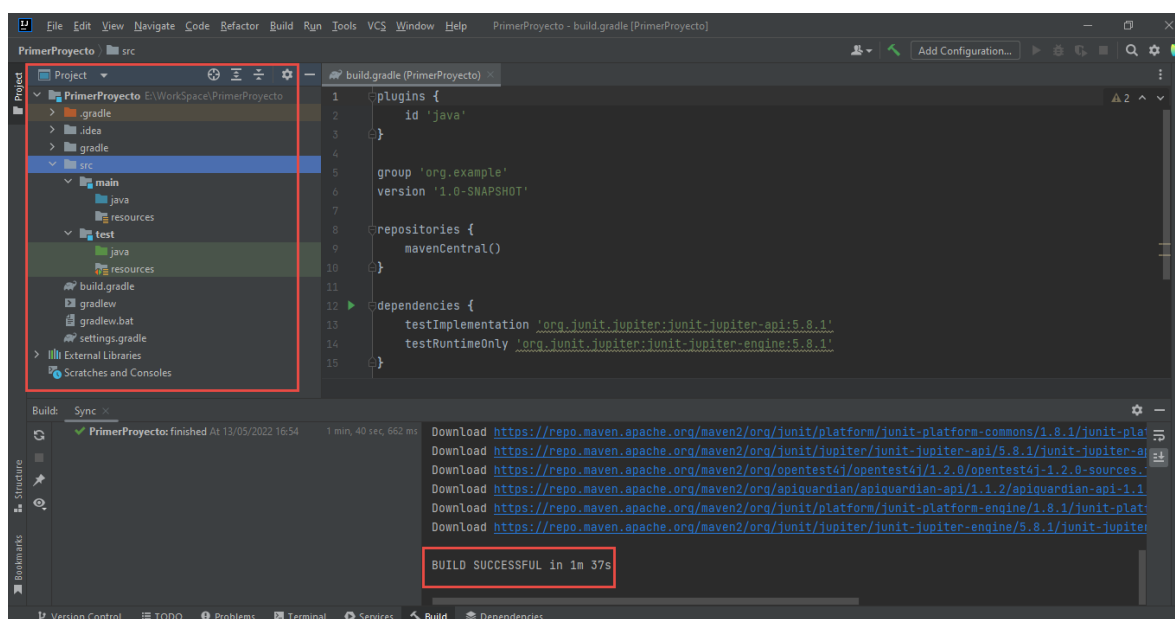 File Edit View Navigate Code Refactor Build Run Tools VCS Window Help PrimerProyecto - build.gradle [PrimerProyecto]
PrimerProyecto src
Add Configuration...
Project
Project
build.gradle (PrimerProyecto)
PrimerProyecto E:\WorkSpace\PrimerProyecto
.gradle
.idea
gradle
src
main
java
resources
test
java
resources
build.gradle
gradlew
gradlew.bat
settings.gradle
External Libraries
Scratches and Consoles
1 plugins {
2 id 'java'
3 }
4
5 group 'org.example'
6 version '1.0-SNAPSHOT'
7
8 repositories {
9 mavenCentral()
10 }
11
12 dependencies {
13 testImplementation 'org.junit.jupiter:junit-jupiter-api:5.8.1'
14 testRuntimeOnly 'org.junit.jupiter:junit-jupiter-engine:5.8.1'
15 }
2
Build: Sync
PrimerProyecto: finished At 13/05/2022 16:54 1 min, 40 sec, 662 ms
Download https://repo.maven.apache.org/maven2/org/junit/platform/junit-platform-commons/1.8.1/junit-plat
Download https://repo.maven.apache.org/maven2/org/junit/jupiter/junit-jupiter-api/5.8.1/junit-jupiter-a
Download https://repo.maven.apache.org/maven2/org/opentest4j/opentest4j/1.2.0/opentest4j-1.2.0-sources.
Download https://repo.maven.apache.org/maven2/org/apiguardian/apiguardian-api/1.1.2/apiguardian-api-1.1
Download https://repo.maven.apache.org/maven2/org/junit/platform/junit-platform-engine/1.8.1/junit-plat
Download https://repo.maven.apache.org/maven2/org/junit/jupiter/junit-jupiter-engine/5.8.1/junit-jupiter
BUILD SUCCESSFUL in 1m 37s
Structure
Bookmarks
Version Control TODO Problems Terminal Services Build Dependencies